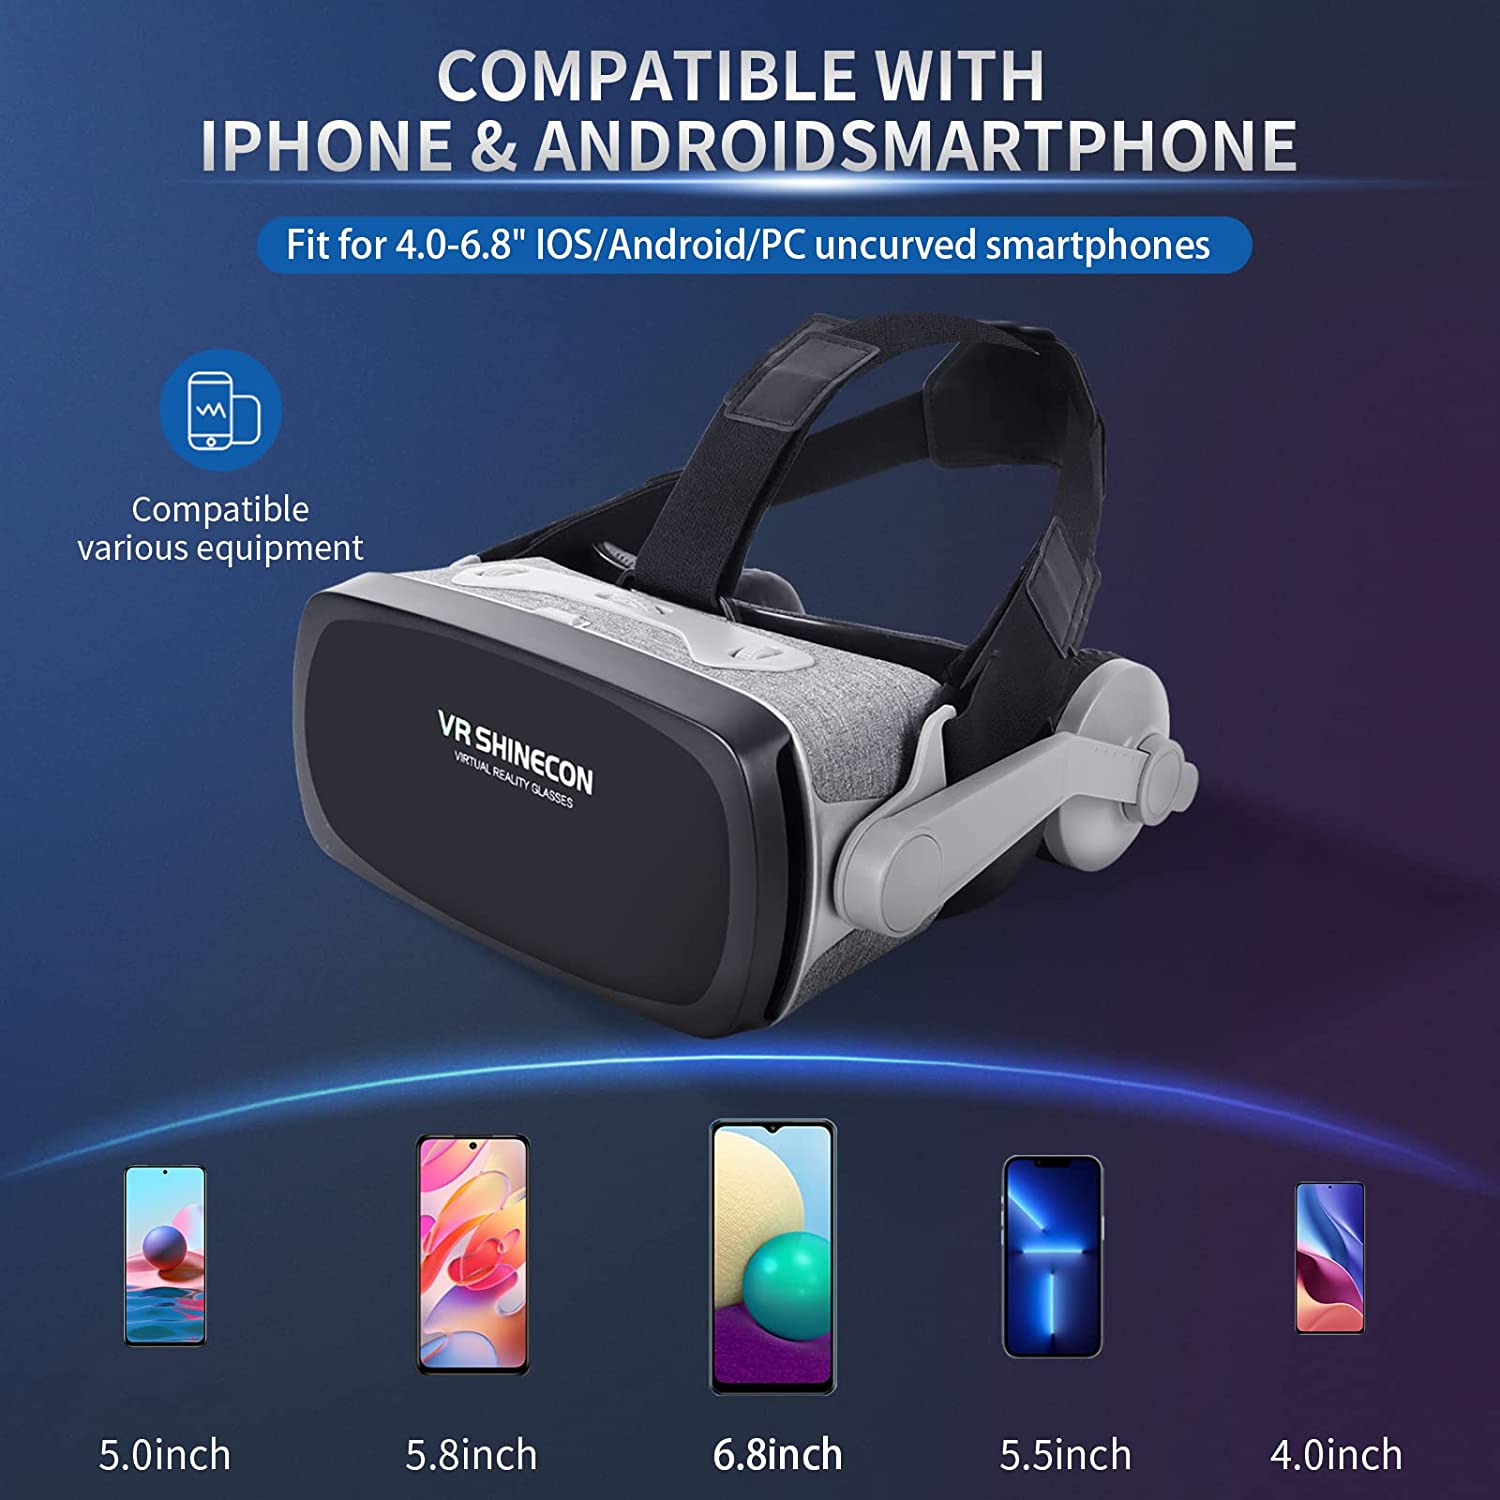 COMPATIBLE WITH
IPHONE & ANDROIDSMARTPHONE
Fit for 4.0-6.8" IOS/Android/PC uncurved smartphones
Compatible
various equipment
VR SHINECON
VIRTUAL REALITY GLASSES
5.0inch
5.8inch
6.8inch
5.5inch
4.0inch